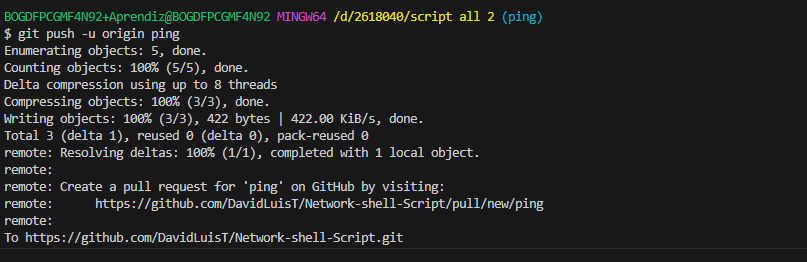 BOGDFPCGMF4N92+Aprendiz@BOGDFPCGMF4N92 MINGW64 /d/2618040/script all 2 (ping)
$ git push -u origin ping
Enumerating objects: 5, done.
Counting objects: 100% (5/5), done.
Delta compression using up to 8 threads
Compressing objects: 100% (3/3), done.
Writing objects: 100% (3/3), 422 bytes | 422.00 KiB/s, done.
Total 3 (delta 1), reused 0 (delta 0), pack-reused 0
remote: Resolving deltas: 100% (1/1), completed with 1 local object.
remote:
remote: Create a pull request for 'ping' on GitHub by visiting:
remote:      https://github.com/DavidLuisT/Network-shell-Script/pull/new/ping
remote:
To https://github.com/DavidLuisT/Network-shell-Script.git